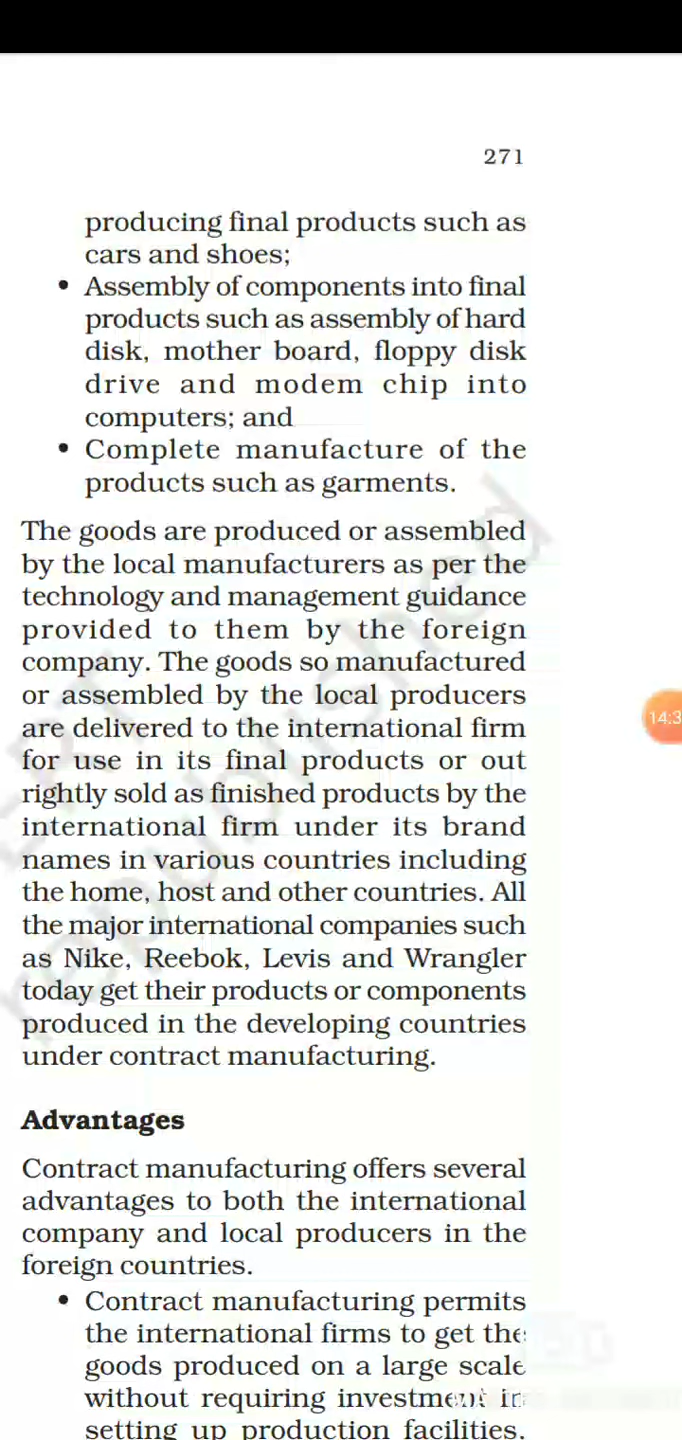 271
producing final products such as
cars and shoes;
• Assembly of components into final
products such as assembly of hard
disk, mother board, floppy disk
drive and modem chip into
computers; and
• Complete manufacture of the
products such as garments.
The goods are produced or assembled
by the local manufacturers as per the
technology and management guidance
provided to them by the foreign
company. The goods so manufactured
or assembled by the local producers
are delivered to the international firm
for use in its final products or out
rightly sold as finished products by the
international firm under its brand
names in various countries including
the home, host and other countries. All
the major international companies such
as Nike, Reebok, Levis and Wrangler
today get their products or components
produced in the developing countries
under contract manufacturing.
14:3
Advantages
Contract manufacturing offers several
advantages to both the international
company and local producers in the
foreign countries.
• Contract manufacturing permits
the international firms to get the
goods produced on a large scale
without requiring investment in
setting up production facilities.
republished